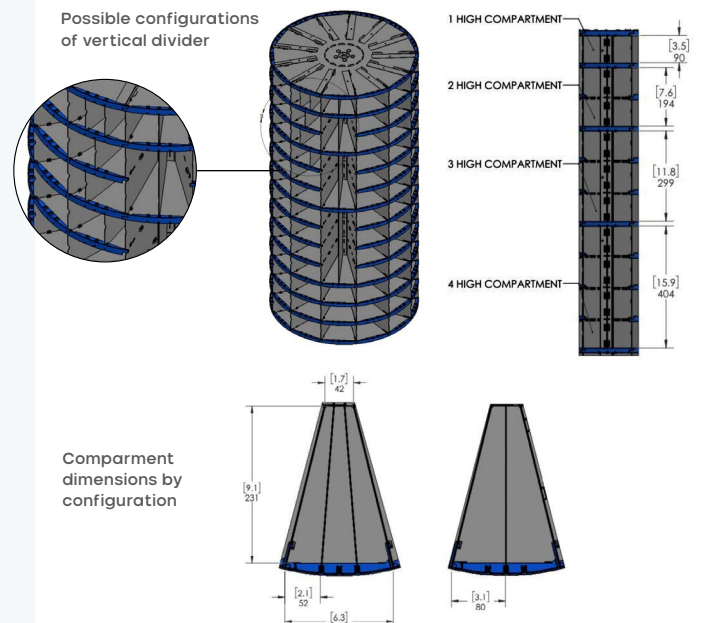 Possible configurations
of vertical divider
1 HIGH COMPARTMENT
[3.5]
90
2 HIGH COMPARTMENT
[7.6]
194
3 HIGH COMPARTMENT
[11.8]
299
4 HIGH COMPARTMENT
[15.9]
404
Comparment
dimensions by
configuration
[1.7]
42
[9.1]
231
[2.1]
52
[6.3]
[3.1]
80